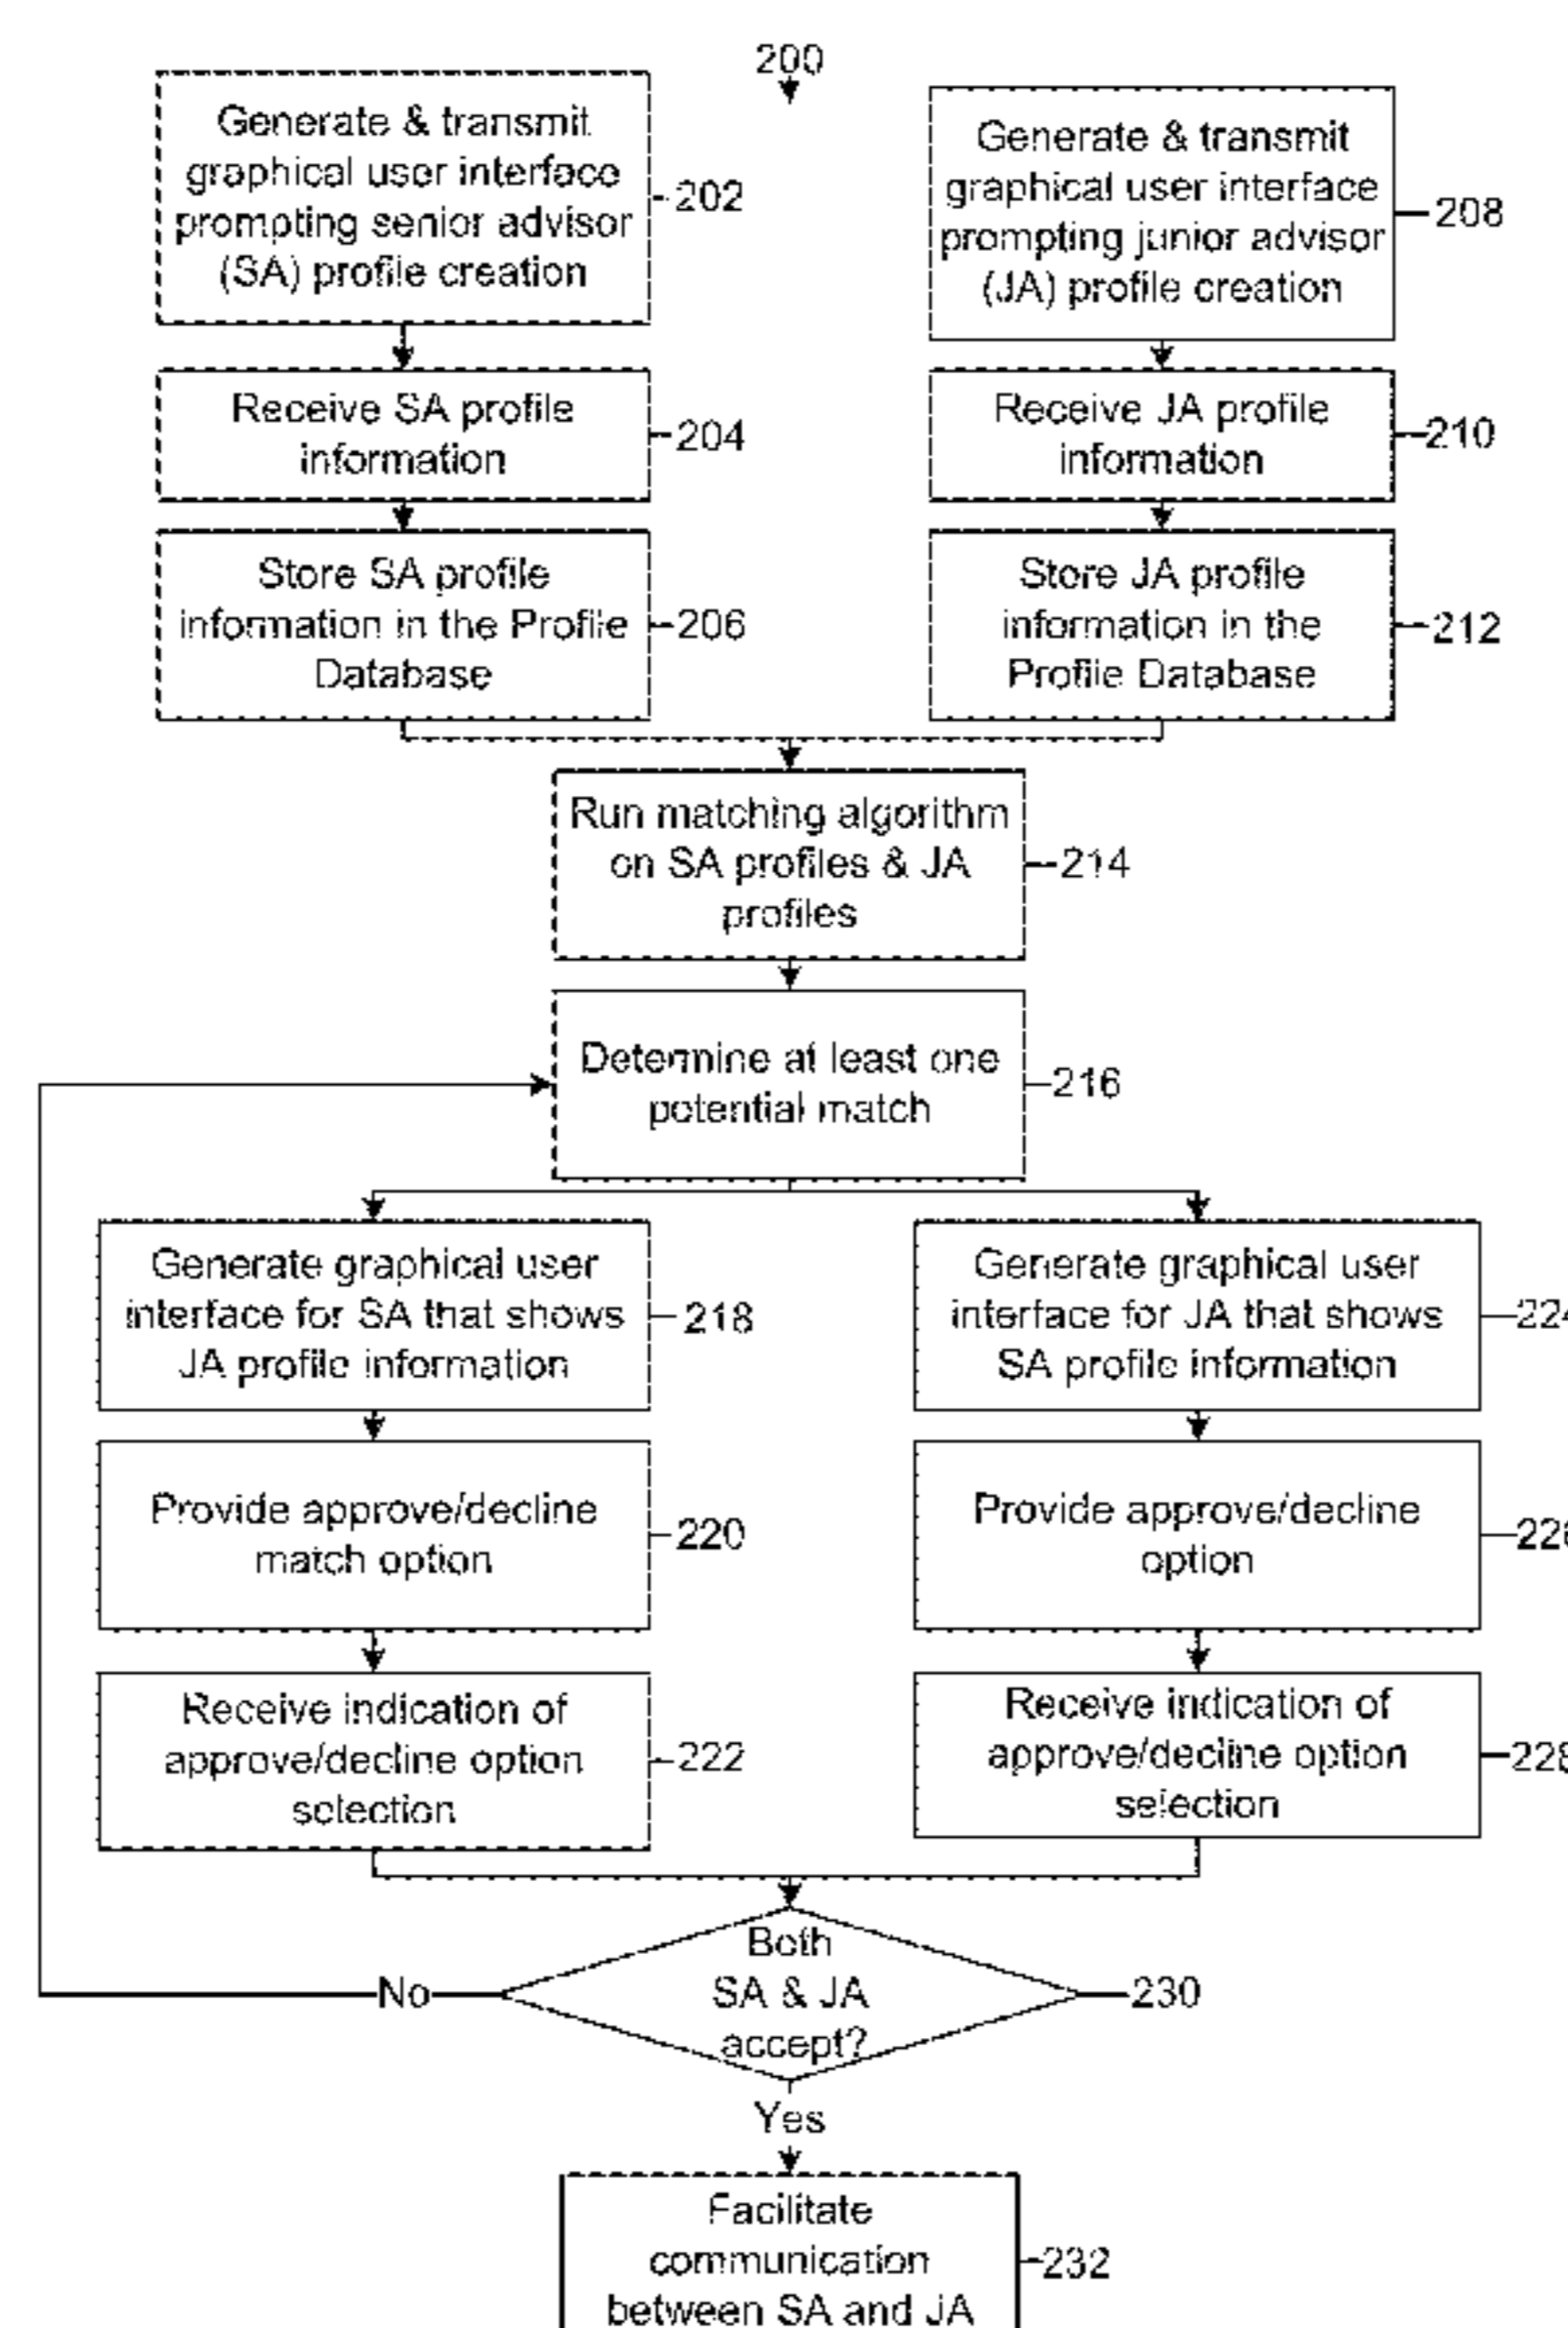 200
Generate & transmit
graphical user interface
prompting senior advisor
(SA) profile creation
202
Generate & transmit
graphical user interface
prompting junior advisor
(JA) profile creation
208
Receive SA profile
information
204
Receive JA profile
information
210
Store SA profile
information in the Profile
Database
206
Store JA profile
information in the
Profile Database
212
Run matching algorithm
on SA profiles & JA
profiles
214
Determine at least one
potential match
216
Generate graphical user
interface for SA that shows
JA profile information
218
Generate graphical user
interface for JA that shows
SA profile information
224
Provide approve/decline
match option
220
Provide approve/decline
option
226
Receive indication of
approve/decline option
selection
222
Receive indication of
approve/decline option
selection
228
Both
SA & JA
accept?
230
No
Yes
Facilitate
communication
between SA and JA
232